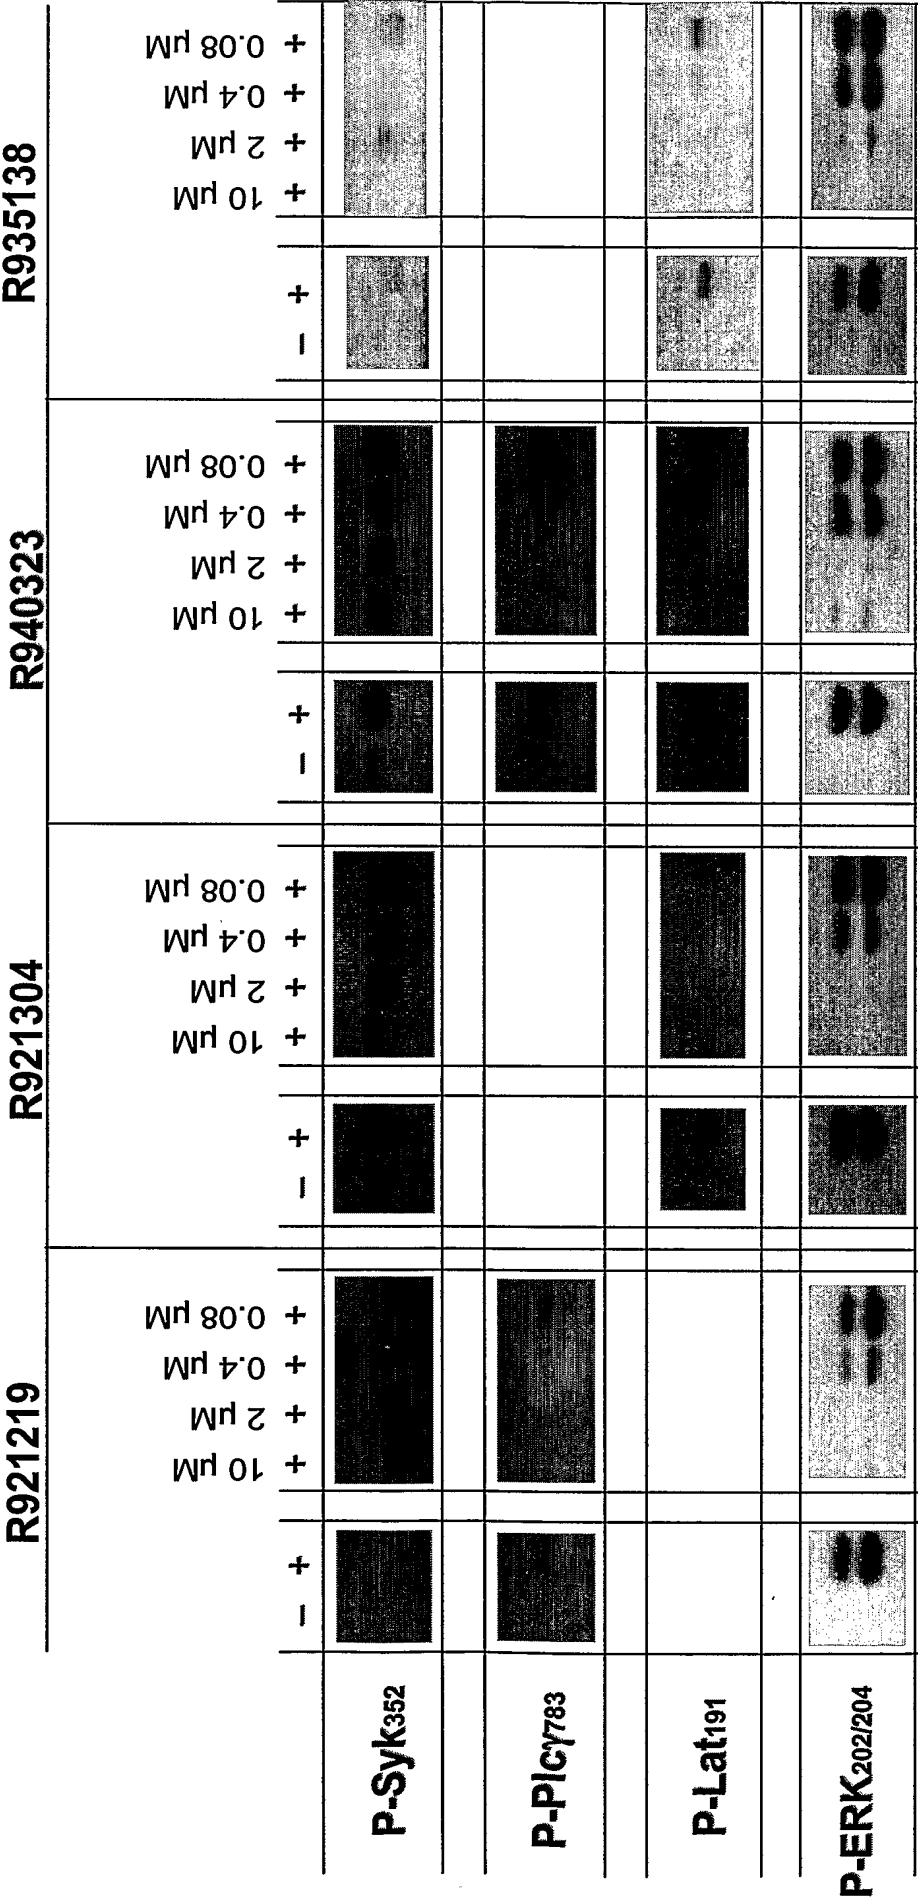 R921219 R921304 R940323 R935138
10 µM 2 µM 0.4 µM 0.08 µM 10 µM 2 µM 0.4 µM 0.08 µM 10 µM 2 µM 0.4 µM 0.08 µM 10 µM 2 µM 0.4 µM 0.08 µM
− + + + + + − + + + + + − + + + + + − + + + + +
P-Syk352
P-Plcγ783
P-Lat191
P-ERK202/204